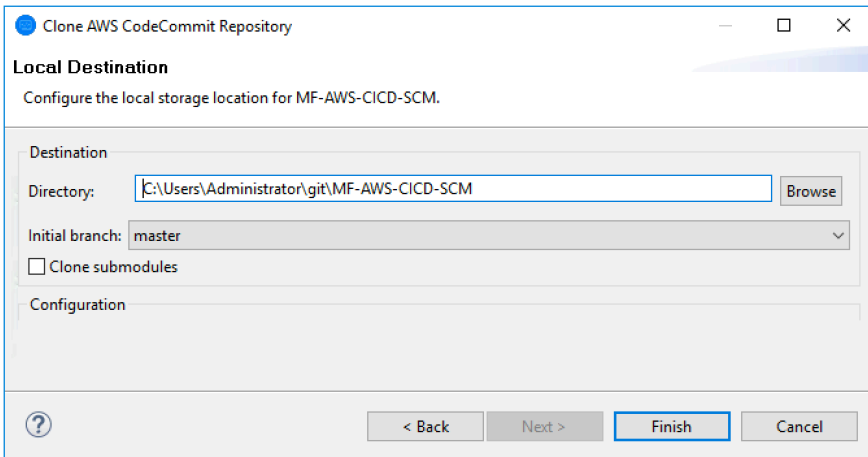 Clone AWS CodeCommit Repository
Local Destination
Configure the local storage location for MF-AWS-CICD-SCM.
Destination
Directory: C:\Users\Administrator\git\MF-AWS-CICD-SCM Browse
Initial branch: master
Clone submodules
Configuration
? < Back Next > Finish Cancel